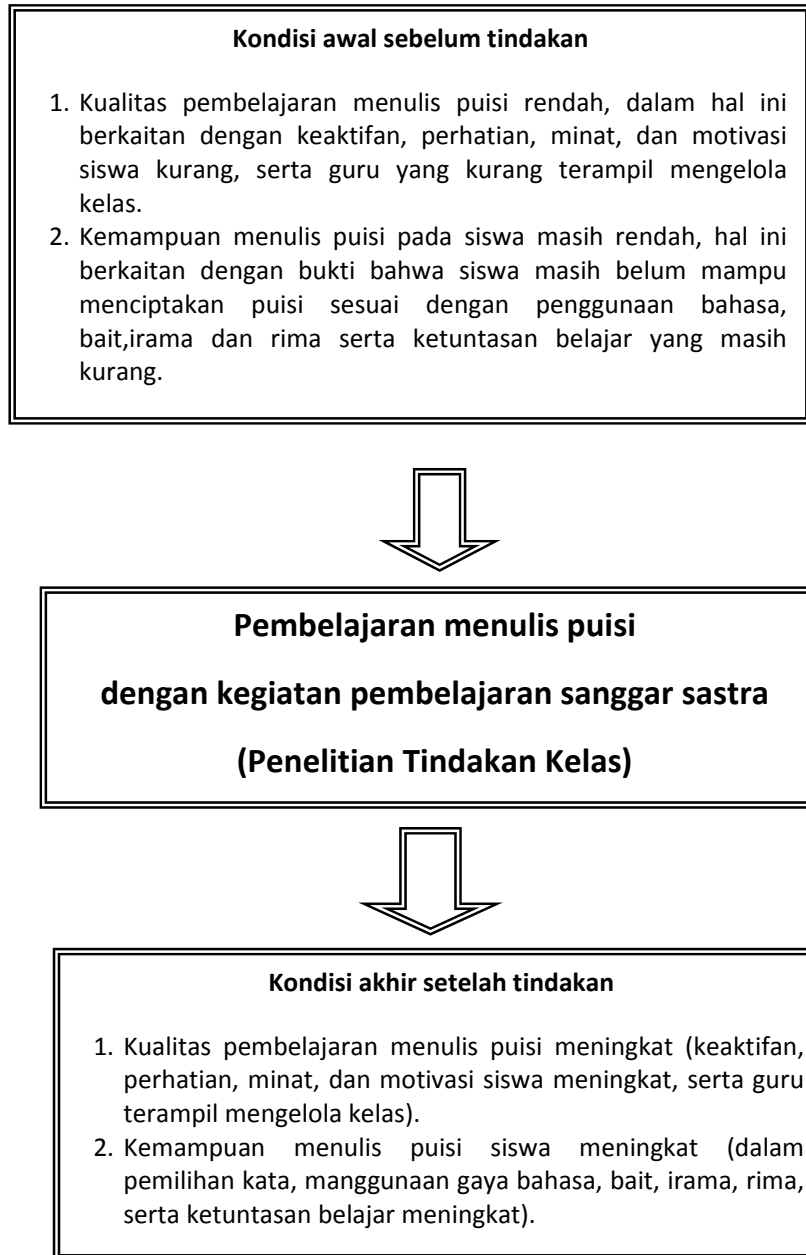 Kondisi awal sebelum tindakan
1. Kualitas pembelajaran menulis puisi rendah, dalam hal ini
berkaitan dengan keaktifan, perhatian, minat, dan motivasi
siswa kurang, serta guru yang kurang terampil mengelola
kelas.
2. Kemampuan menulis puisi pada siswa masih rendah, hal ini
berkaitan dengan bukti bahwa siswa masih belum mampu
menciptakan puisi sesuai dengan penggunaan bahasa,
bait,irama dan rima serta ketuntasan belajar yang masih
kurang.
Pembelajaran menulis puisi
dengan kegiatan pembelajaran sanggar sastra
(Penelitian Tindakan Kelas)
Kondisi akhir setelah tindakan
1. Kualitas pembelajaran menulis puisi meningkat (keaktifan,
perhatian, minat, dan motivasi siswa meningkat, serta guru
terampil mengelola kelas).
2. Kemampuan menulis puisi siswa meningkat (dalam
pemilihan kata, manggunaan gaya bahasa, bait, irama, rima,
serta ketuntasan belajar meningkat).